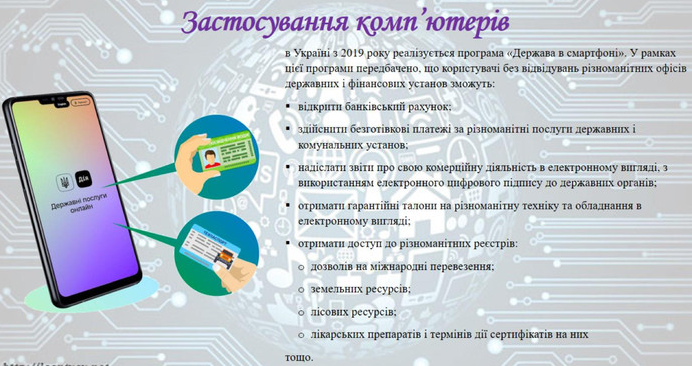 Застосування комп’ютерів
в Україні з 2019 року реалізується програма «Держава в смартфоні». У рамках
цієї програми передбачено, що користувачі без відвідувань різноманітних офісів
державних і фінансових установ зможуть:
▪ відкрити банківський рахунок;
▪ здійснити безготівкові платежі за різноманітні послуги державних і
комунальних установ;
▪ надіслати звіти про свою комерційну діяльність в електронному вигляді, з
використанням електронного цифрового підпису до державних органів;
▪ отримати гарантійні талони на різноманітну техніку та обладнання в
електронному вигляді;
▪ отримати доступ до різноманітних реєстрів:
o дозволів на міжнародні перевезення;
o земельних ресурсів;
o лісових ресурсів;
o лікарських препаратів і термінів дії сертифікатів на них
тощо.
Дія
Державні послуги
онлайн